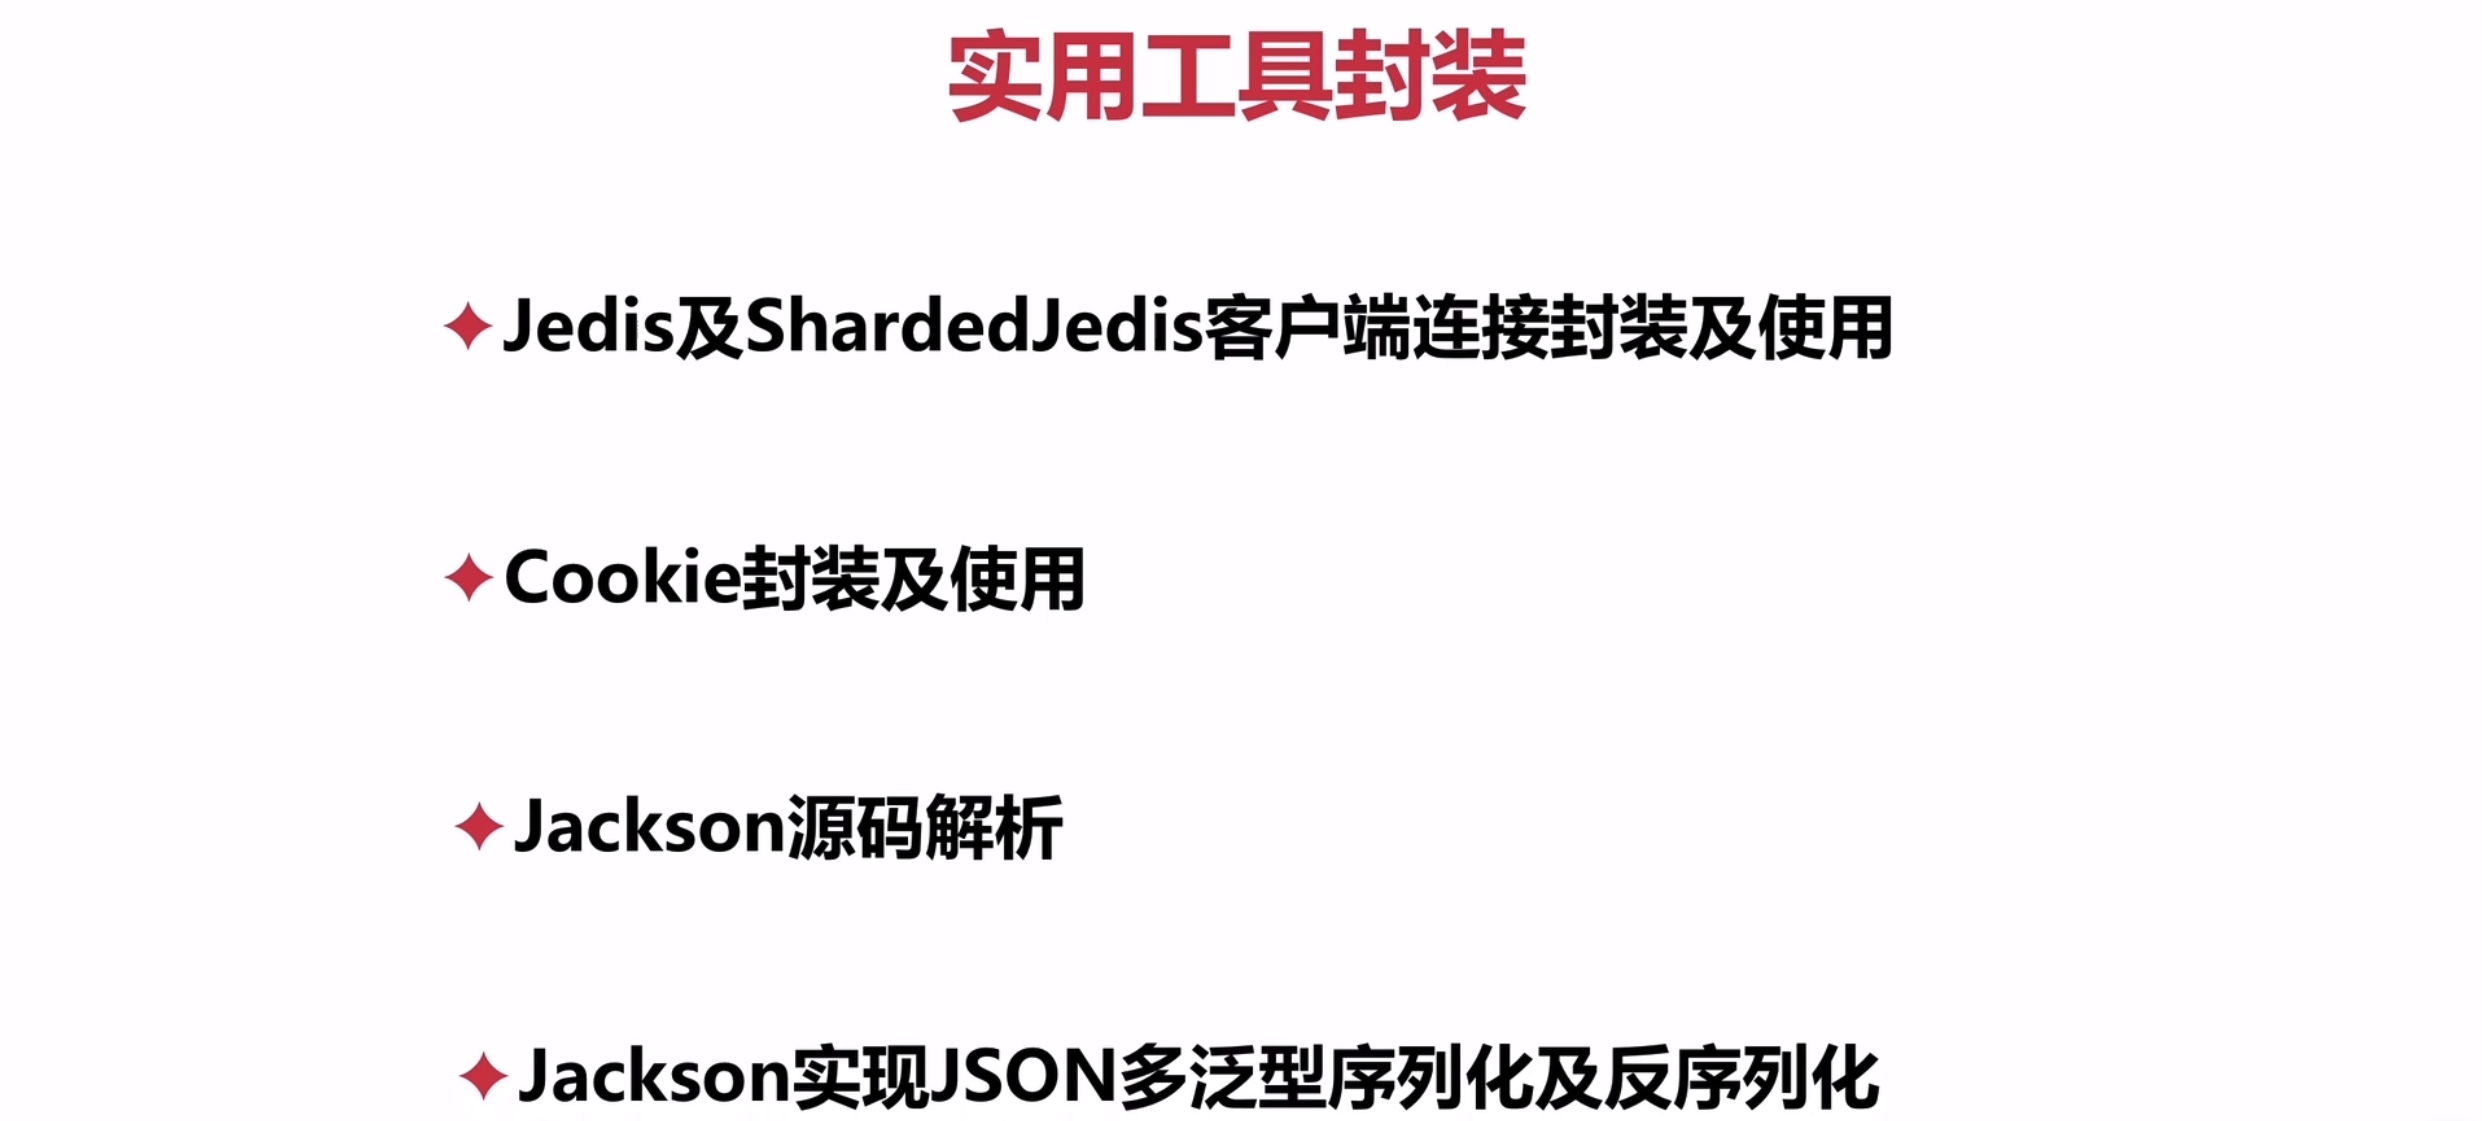 实用工具封装
Jedis及ShardedJedis客户端连接封装及使用
Cookie封装及使用
Jackson源码解析
Jackson实现JSON多泛型序列化及反序列化